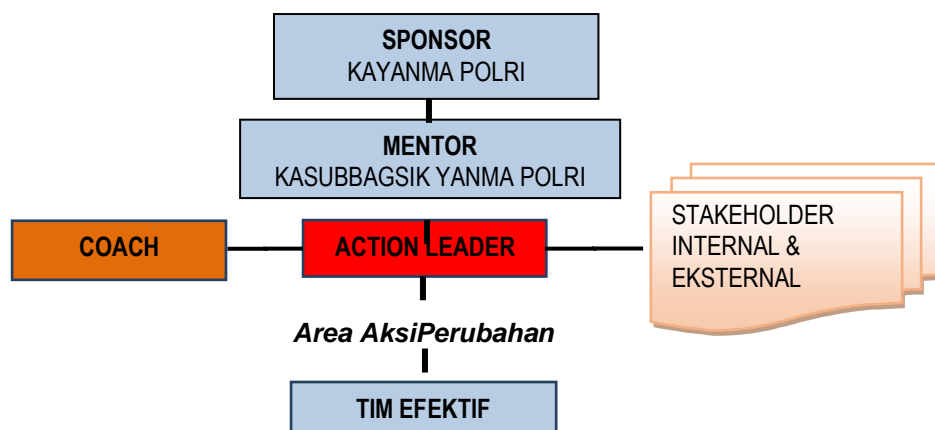 SPONSOR
KAYANMA POLRI
MENTOR
KASUBBAGSIK YANMA POLRI
COACH
ACTION LEADER
STAKEHOLDER
INTERNAL &
EKSTERNAL
Area AksiPerubahan
TIM EFEKTIF